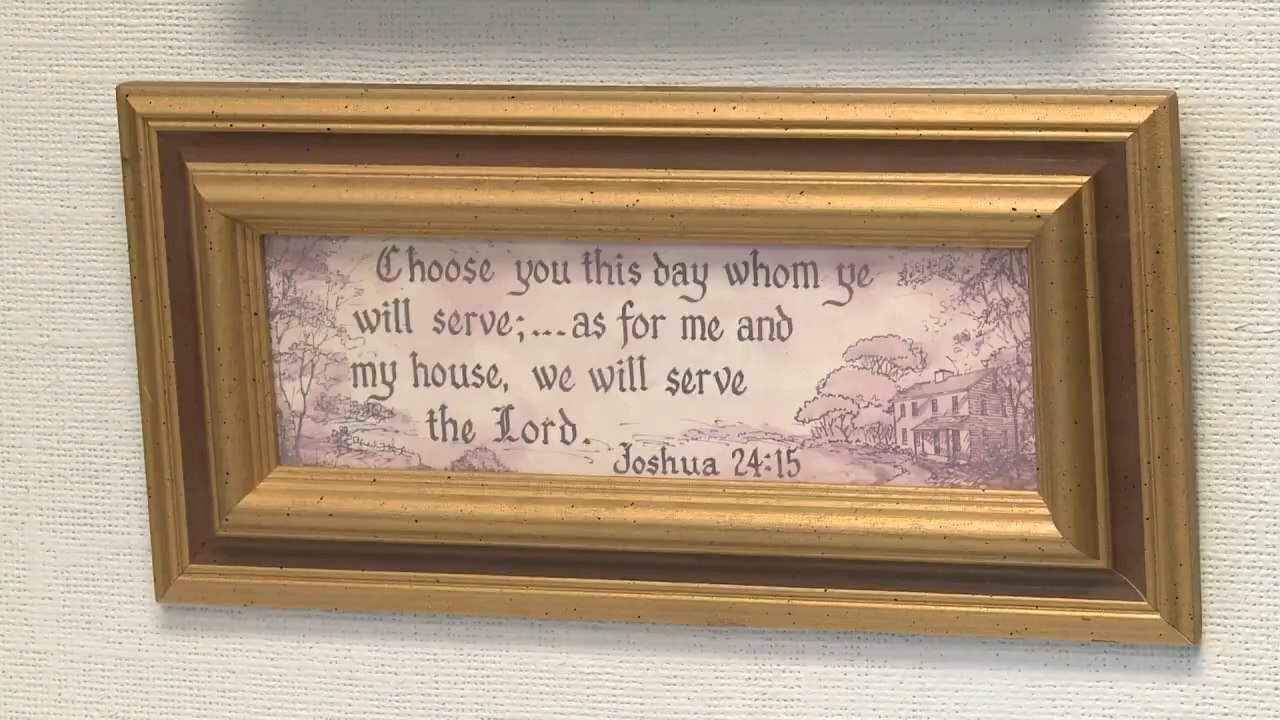 Choose you this day whom ye
will serve;...as for me and
my house, we will serve
the Lord.
Joshua 24:15